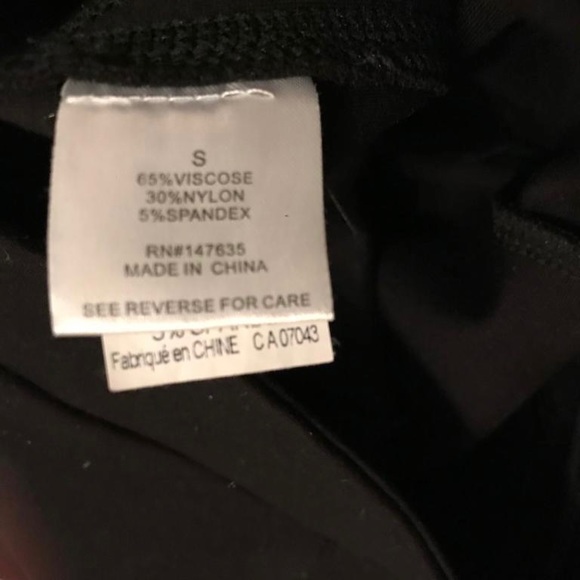 S
65%VISCOSE
30%NYLON
5%SPANDEX
RN#147635
MADE IN CHINA
SEE REVERSE FOR CARE
Fabriqué en CHINE CA07043